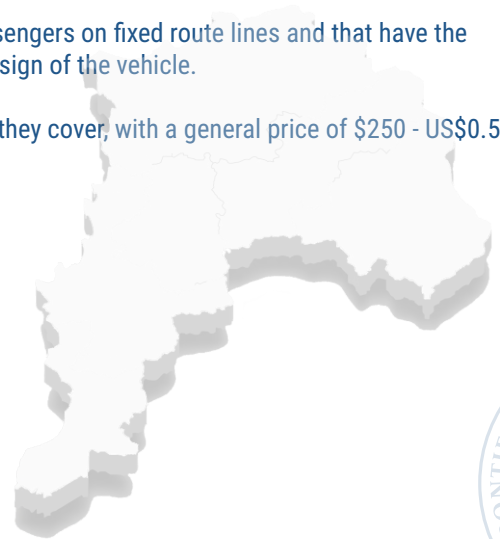 sengers on fixed route lines and that have the
sign of the vehicle.
they cover, with a general price of $250 - US$0.5
ONTIF